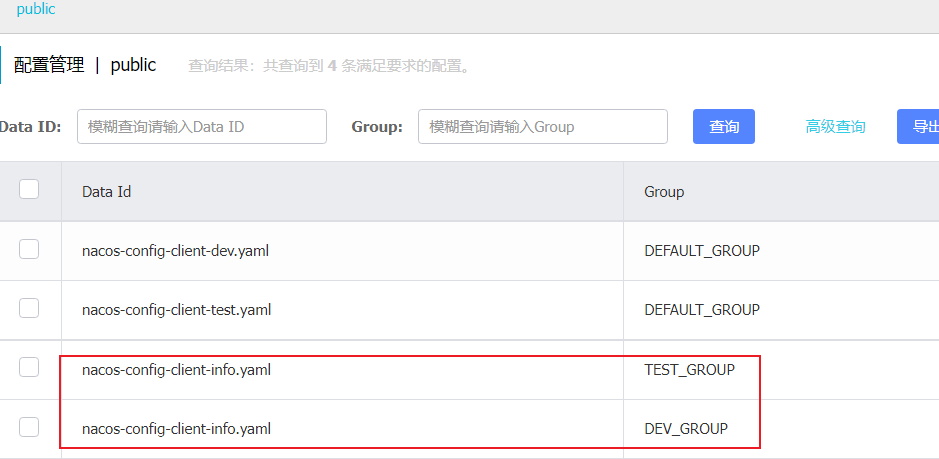 public
配置管理 | public 查询结果：共查询到 4 条满足要求的配置。
Data ID: 模糊查询请输入Data ID Group: 模糊查询请输入Group 查询 高级查询 导出
Data Id Group
nacos-config-client-dev.yaml DEFAULT_GROUP
nacos-config-client-test.yaml DEFAULT_GROUP
nacos-config-client-info.yaml TEST_GROUP
nacos-config-client-info.yaml DEV_GROUP